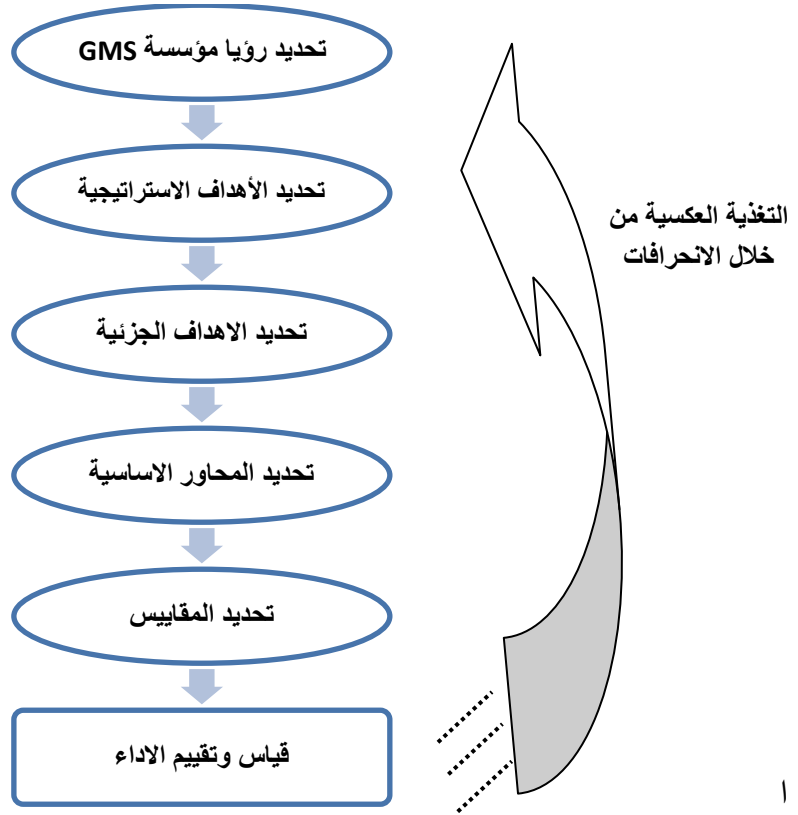 تحديد رؤيا مؤسسة GMS
تحديد الأهداف الاستراتيجية
تحديد الاهداف الجزئية
تحديد المحاور الاساسية
تحديد المقاييس
قياس وتقييم الاداء
التغذية العكسية من
خلال الانحرافات
ا